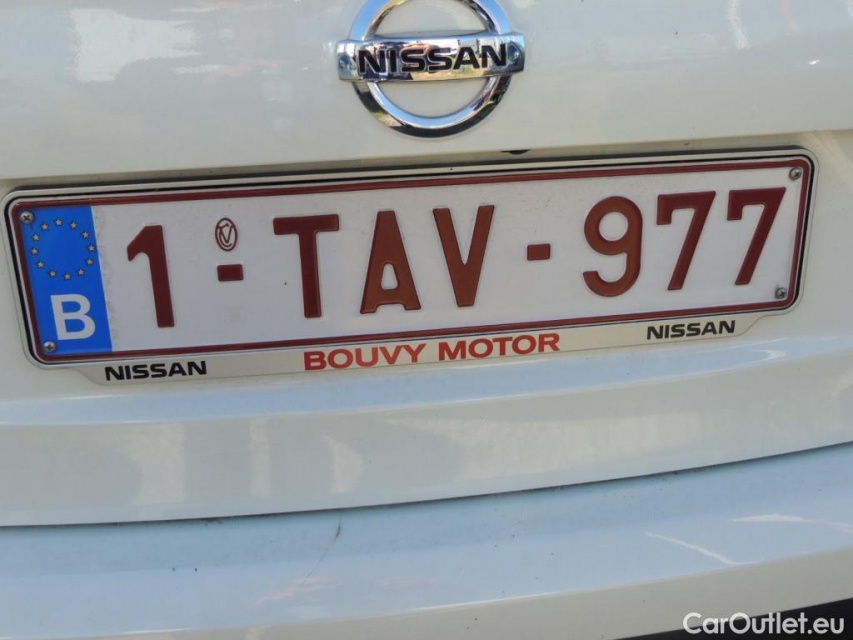 NISSAN
B 1-TAV-977
NISSAN BOUVY MOTOR NISSAN
CarOutlet.eu